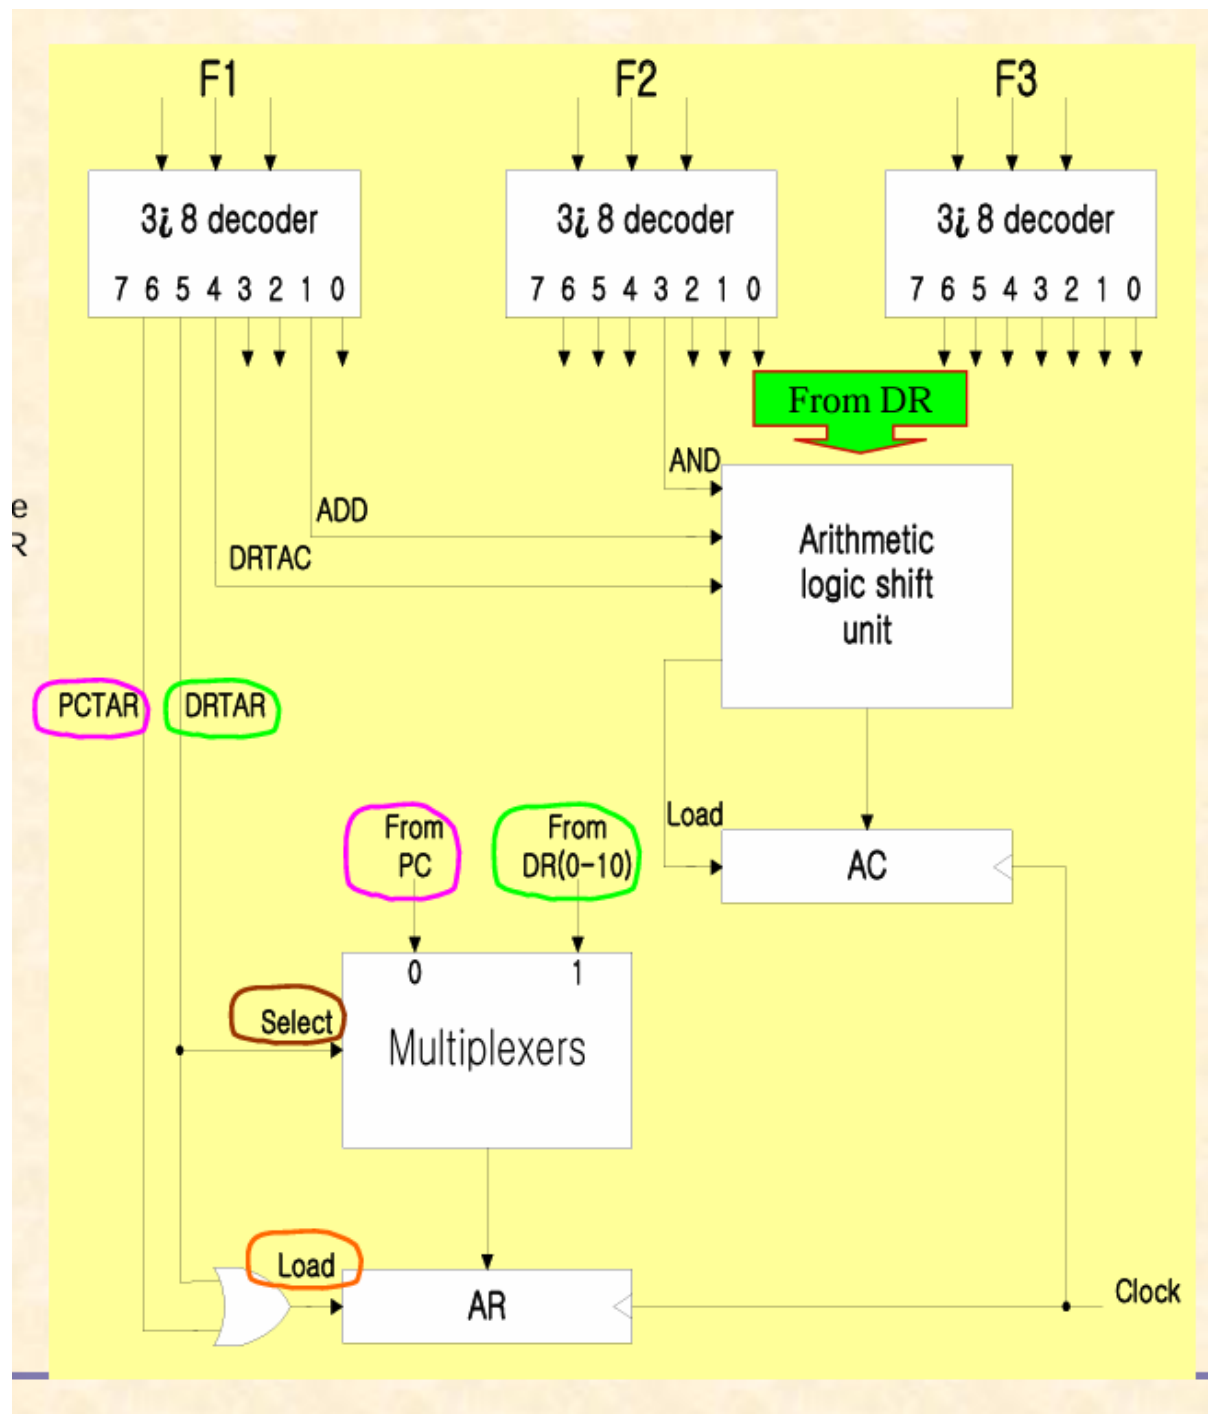 F1
F2
F3
3¿ 8 decoder
7 6 5 4 3 2 1 0
3¿ 8 decoder
7 6 5 4 3 2 1 0
3¿ 8 decoder
7 6 5 4 3 2 1 0
From DR
AND
ADD
DRTAC
e
R
Arithmetic
logic shift
unit
PCTAR
DRTAR
From
PC
From
DR(0-10)
Load
AC
0
1
Select
Multiplexers
Load
AR
Clock